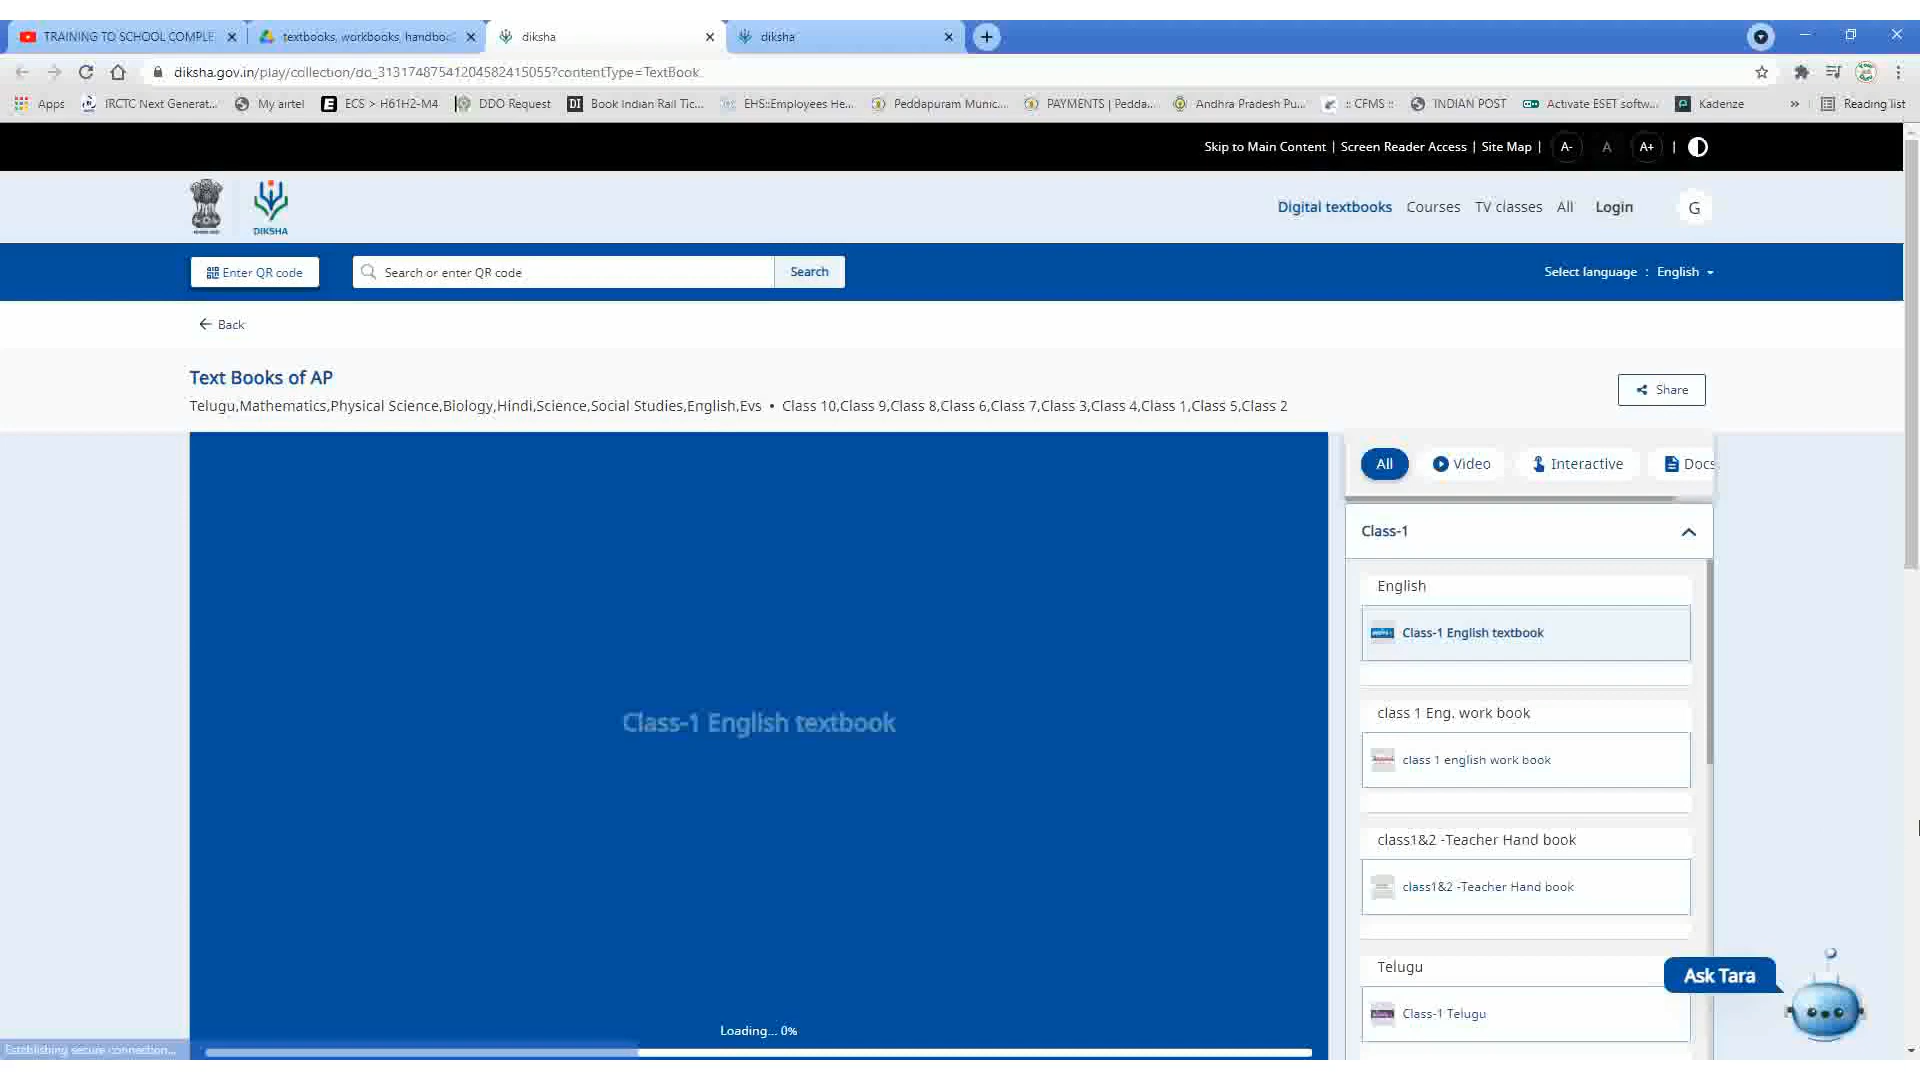 TRAINING TO SCHOOL COMPLE
textbooks, workbooks, handboo
diksha
diksha
diksha.gov.in/play/collection/do_31317487541204582415055?contentType=TextBook
Apps
IRCTC Next Generat...
My airtel
ECS > H61H2-M4
DDO Request
Book Indian Rail Tic...
EHS::Employees He...
Peddapuram Munic...
PAYMENTS | Pedda...
Andhra Pradesh Pu...
:: CFMS ::
INDIAN POST
Activate ESET softw...
Kadenze
»
Reading list
Skip to Main Content | Screen Reader Access | Site Map | A- A A+ |
DIKSHA
Digital textbooks Courses TV classes All Login G
Enter QR code
Search or enter QR code
Search
Select language : English
Back
Text Books of AP
Telugu,Mathematics,Physical Science,Biology,Hindi,Science,Social Studies,English,Evs • Class 10,Class 9,Class 8,Class 6,Class 7,Class 3,Class 4,Class 1,Class 5,Class 2
Share
All Video Interactive Docs
Class-1
English
Class-1 English textbook
class 1 Eng. work book
class 1 english work book
class1&2 -Teacher Hand book
class1&2 -Teacher Hand book
Telugu
Class-1 Telugu
Class-1 English textbook
Loading... 0%
Ask Tara
Establishing secure connection...